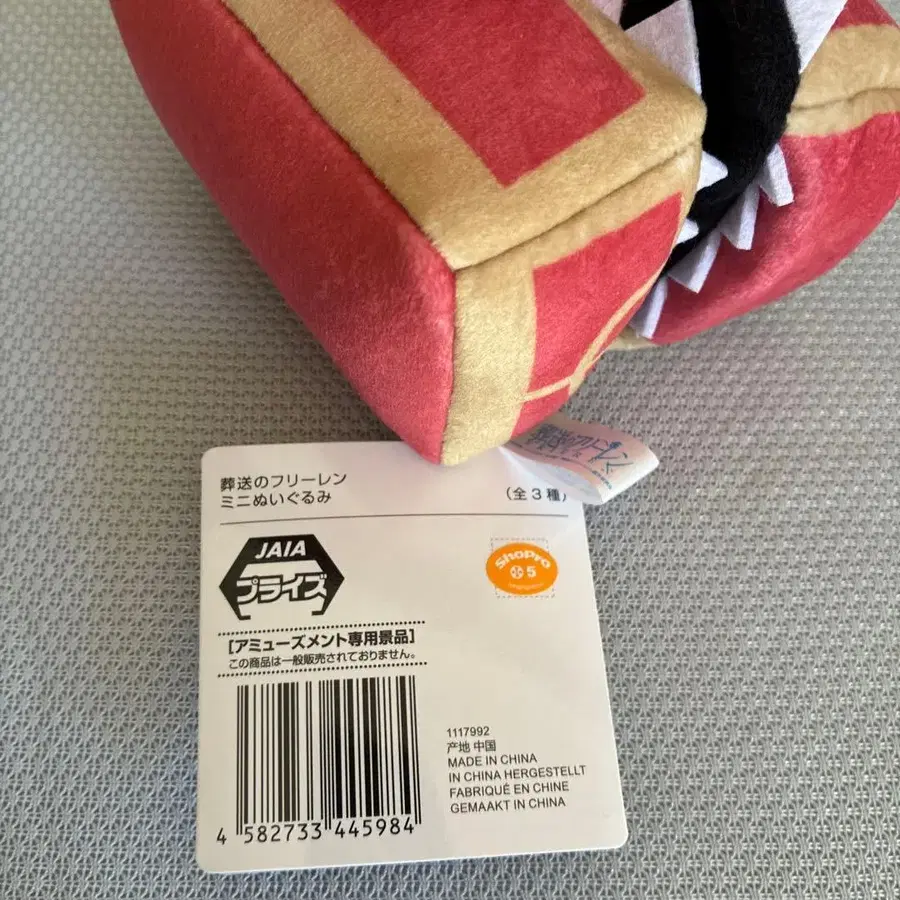 葬送のフリーレン
ミニぬいぐるみ
(全3種)
JAIA
プライズ
ShoPro
5
[アミューズメント専用景品]
この商品は一般販売されておりません。
1117992
产地 中国
MADE IN CHINA
IN CHINA HERGESTELLT
FABRIQUÉ EN CHINE
GEMAAKT IN CHINA
4 582733 445984